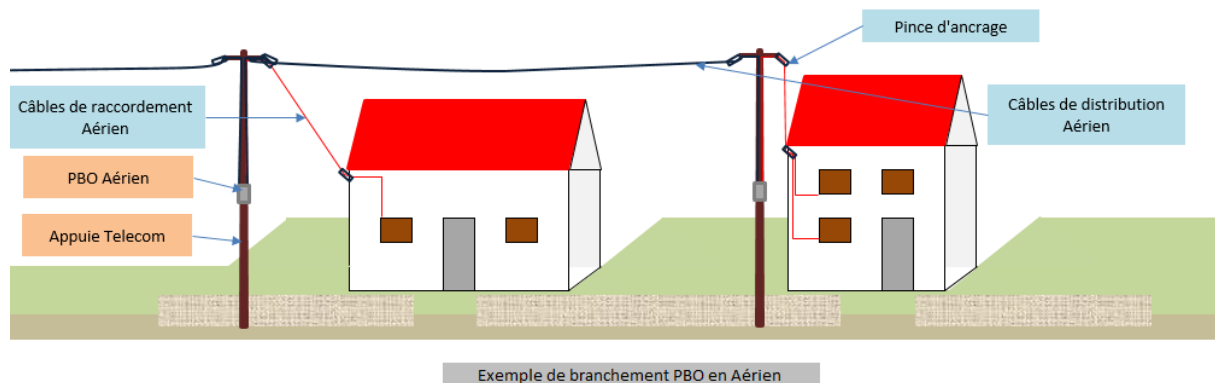 Pince d'ancrage
Câbles de raccordement
Aérien
Câbles de distribution
Aérien
PBO Aérien
Appuie Telecom
Exemple de branchement PBO en Aérien